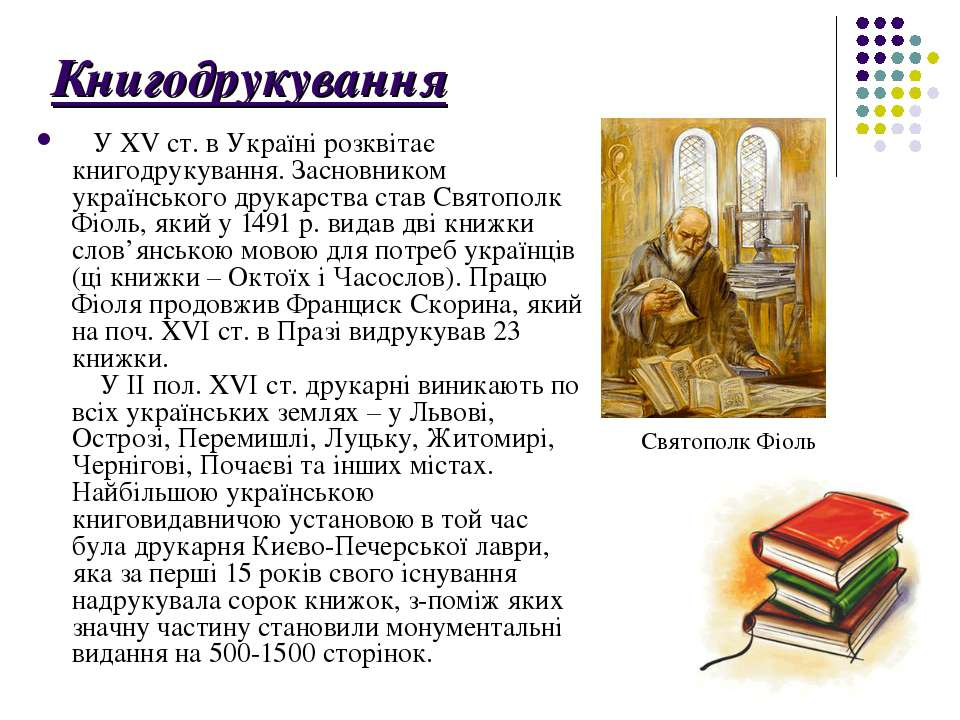 Книгодрукування
У XV ст. в Україні розквітає
книгодрукування. Засновником
українського друкарства став Святополк
Фіоль, який у 1491 р. видав дві книжки
слов’янською мовою для потреб українців
(ці книжки – Октоїх і Часослов). Працю
Фіоля продовжив Франциск Скорина, який
на поч. XVI ст. в Празі видрукував 23
книжки.
У II пол. XVI ст. друкарні виникають по
всіх українських землях – у Львові,
Острозі, Перемишлі, Луцьку, Житомирі,
Чернігові, Почаєві та інших містах.
Найбільшою українською
книговидавничою установою в той час
була друкарня Києво-Печерської лаври,
яка за перші 15 років свого існування
надрукувала сорок книжок, з-поміж яких
значну частину становили монументальні
видання на 500-1500 сторінок.
Святополк Фіоль